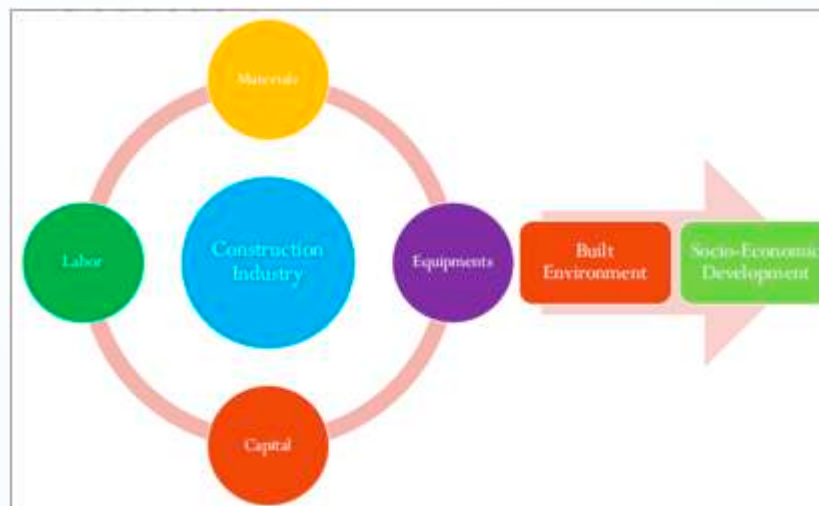 Materials
Labor
Construction
Industry
Equipments
Capital
Built
Environment
Socio-Economic
Development